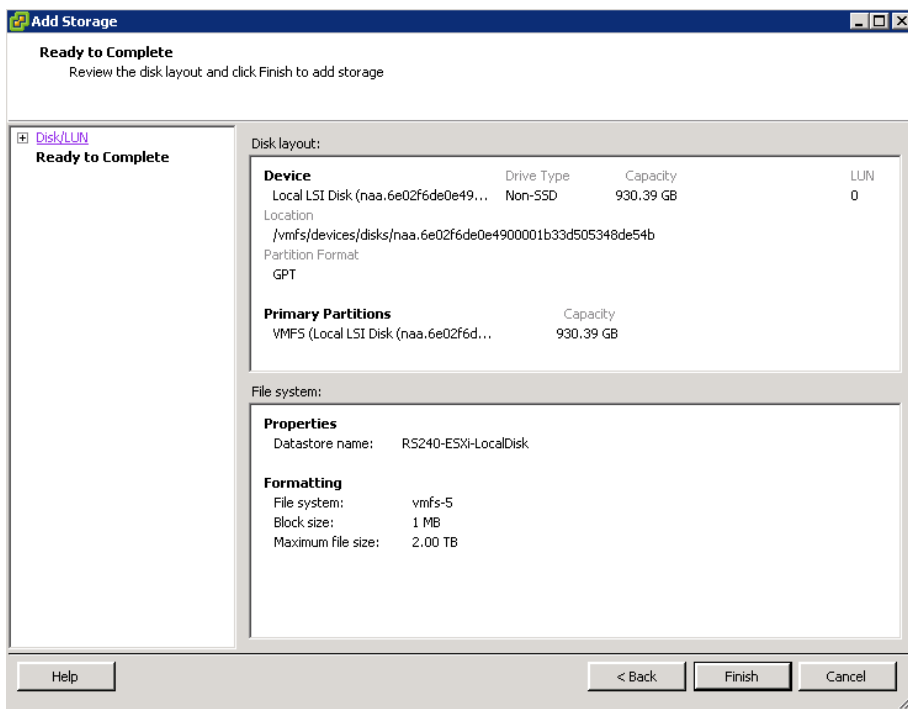 Add Storage
Ready to Complete
Review the disk layout and click Finish to add storage
Disk/LUN
Ready to Complete
Disk layout:
Device Drive Type Capacity LUN
Local LSI Disk (naa.6e02f6de0e49... Non-SSD 930.39 GB 0
Location
/vmfs/devices/disks/naa.6e02f6de0e4900001b33d505348de54b
Partition Format
GPT
Primary Partitions Capacity
VMFS (Local LSI Disk (naa.6e02f6d... 930.39 GB
File system:
Properties
Datastore name: RS240-ESXi-LocalDisk
Formatting
File system: vmfs-5
Block size: 1 MB
Maximum file size: 2.00 TB
Help < Back Finish Cancel